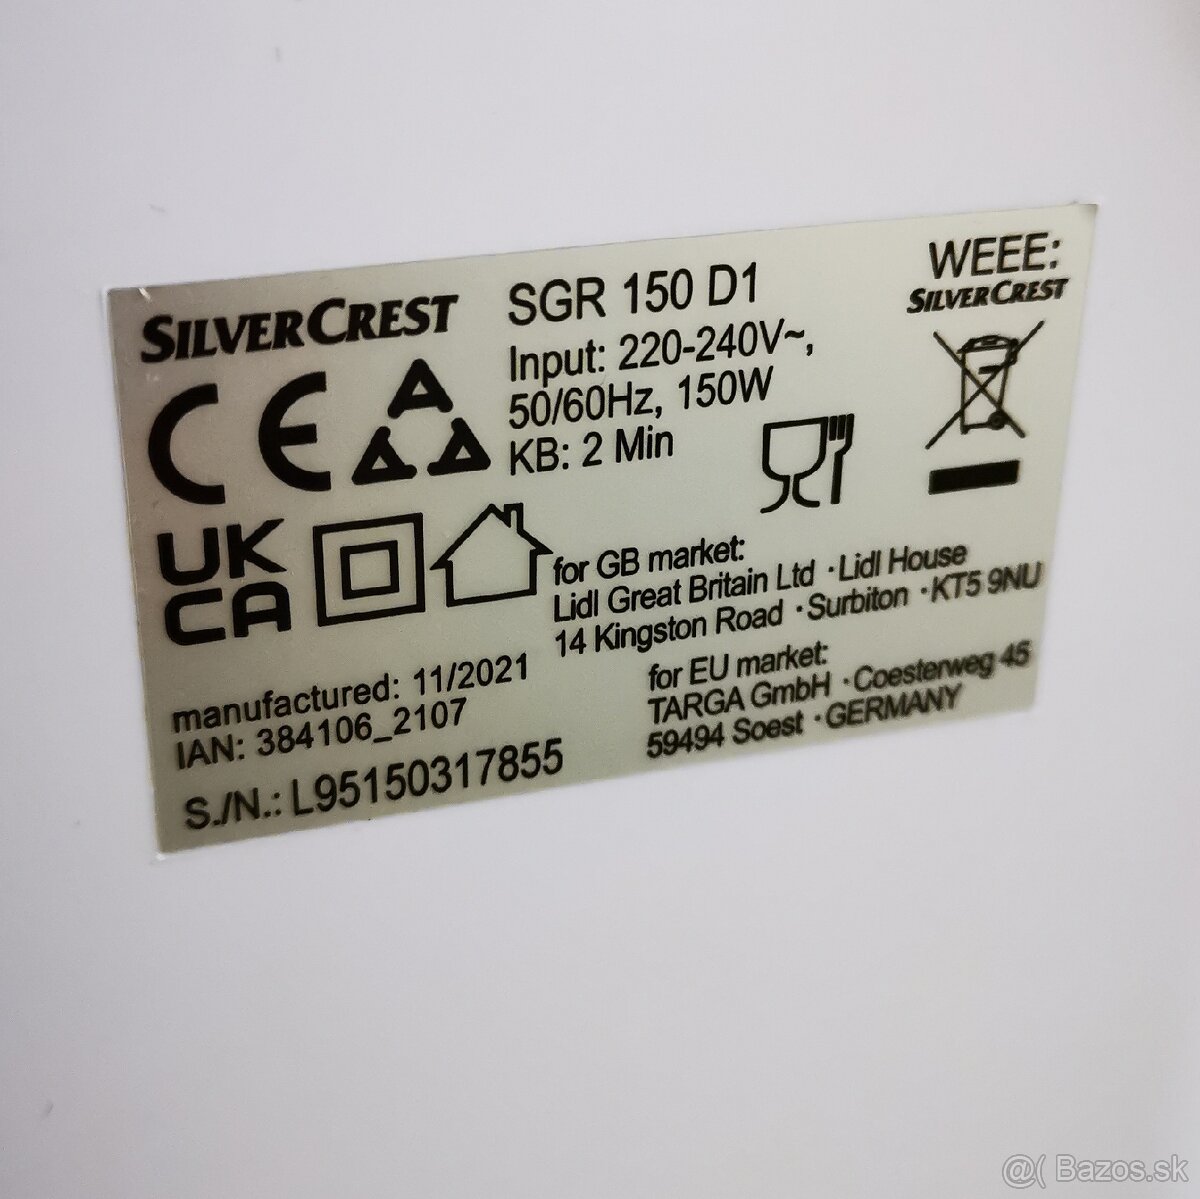 SILVERCREST
SGR 150 D1
Input: 220-240V~,
50/60Hz, 150W
KB: 2 Min
WEEE:
SILVERCREST
CE
UK
CA
for GB market:
Lidl Great Britain Ltd · Lidl House
14 Kingston Road · Surbiton · KT5 9NU
for EU market:
TARGA GmbH · Coesterweg 45
59494 Soest · GERMANY
manufactured: 11/2021
IAN: 384106_2107
S./N.: L95150317855
@( Bazos.sk